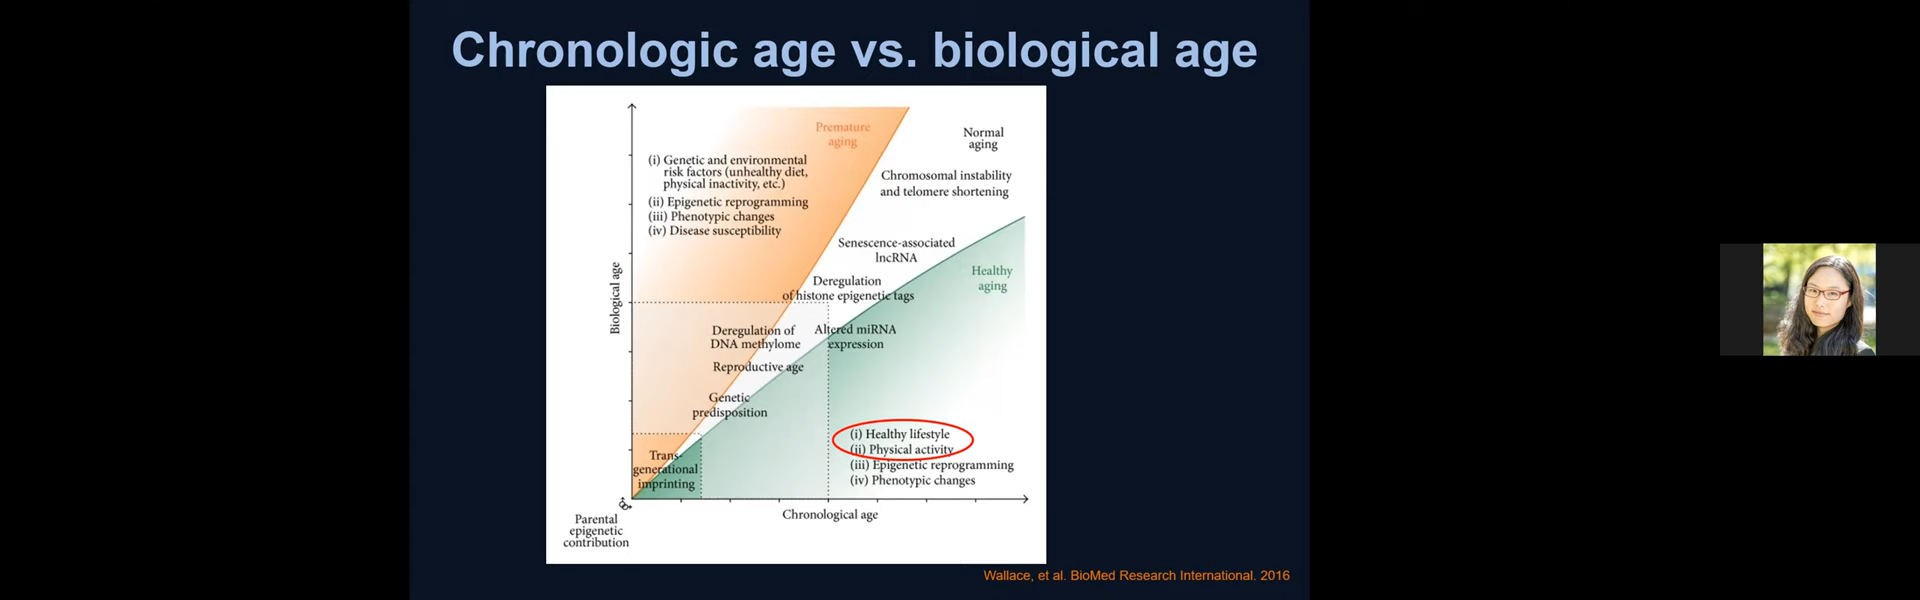 Chronologic age vs. biological age
Premature
aging
Normal
aging
(i) Genetic and environmental
risk factors (unhealthy diet,
physical inactivity, etc.)
(ii) Epigenetic reprogramming
(iii) Phenotypic changes
(iv) Disease susceptibility
Chromosomal instability
and telomere shortening
Senescence-associated
lncRNA
Healthy
aging
Deregulation
of histone epigenetic tags
Biological age
Deregulation of
DNA methylome
Altered miRNA
expression
Reproductive age
Genetic
predisposition
(i) Healthy lifestyle
(ii) Physical activity
(iii) Epigenetic reprogramming
(iv) Phenotypic changes
Trans-
generational
imprinting
Chronological age
Parental
epigenetic
contribution
Wallace, et al. BioMed Research International. 2016